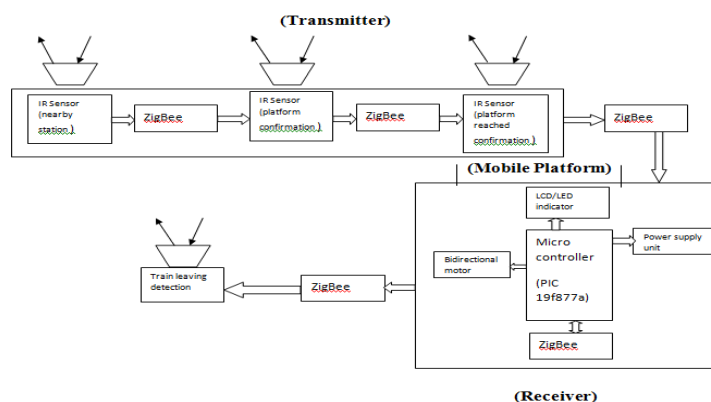 (Transmitter)
IR Sensor
(nearby
station )
ZigBee
IR Sensor
(platform
confirmation )
ZigBee
IR Sensor
(platform
reached
confirmation )
ZigBee
(Mobile Platform)
LCD/LED
indicator
Micro
controller
(PIC
19f877a)
Power supply
unit
Bidirectional
motor
ZigBee
Train leaving
detection
ZigBee
(Receiver)